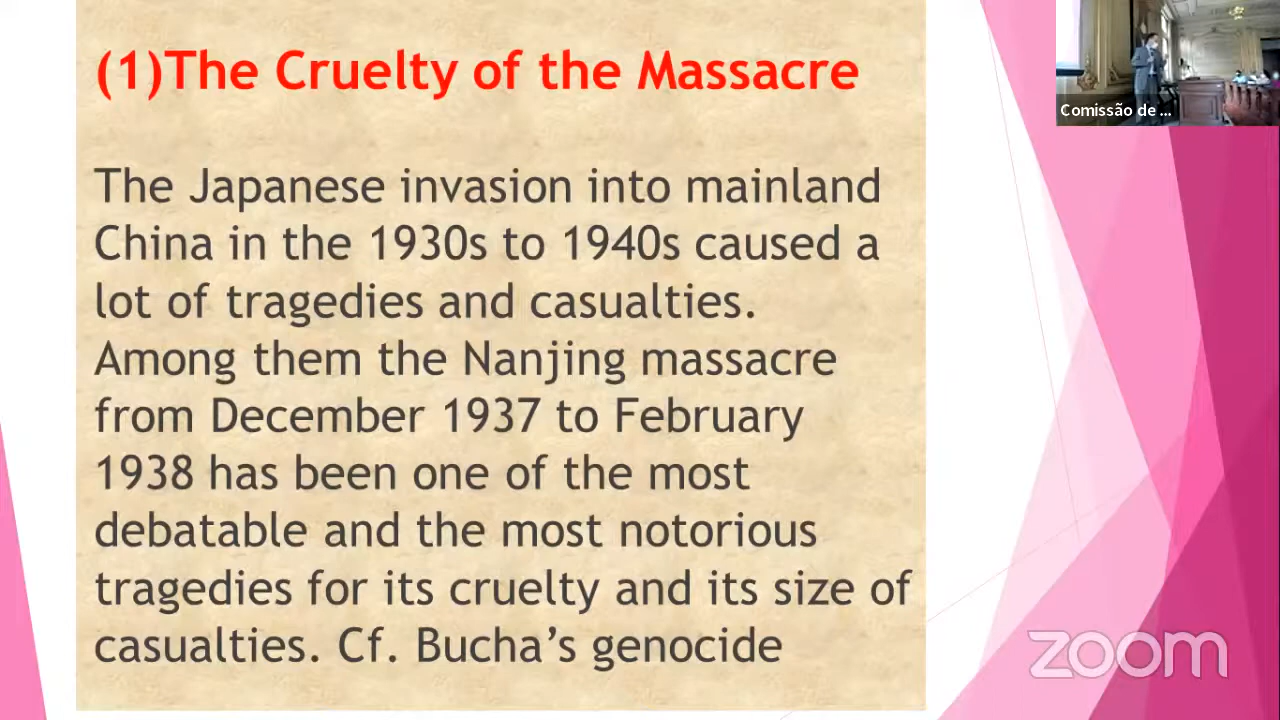 (1)The Cruelty of the Massacre
The Japanese invasion into mainland
China in the 1930s to 1940s caused a
lot of tragedies and casualties.
Among them the Nanjing massacre
from December 1937 to February
1938 has been one of the most
debatable and the most notorious
tragedies for its cruelty and its size of
casualties. Cf. Bucha’s genocide
Comissão de ...
zoom